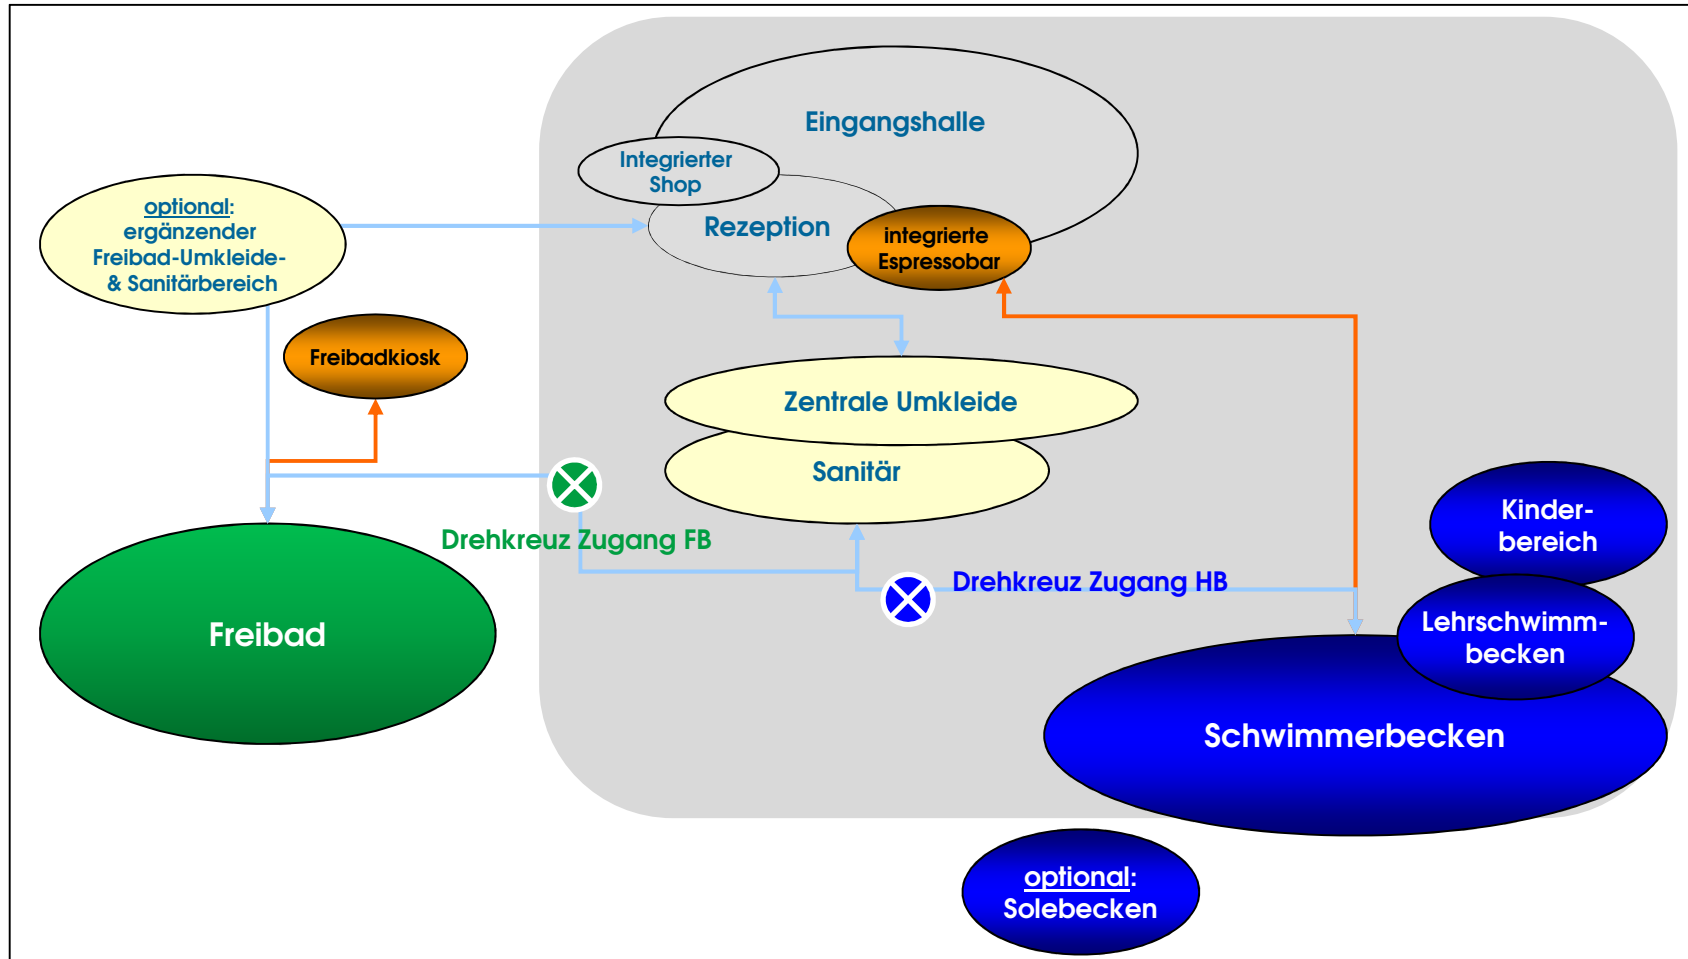 Eingangshalle
Integrierter
Shop
Rezeption
integrierte
Espressobar
optional:
ergänzender
Freibad-Umkleide-
& Sanitärbereich
Freibadkiosk
Zentrale Umkleide
Sanitär
Drehkreuz Zugang FB
Drehkreuz Zugang HB
Kinder-
bereich
Lehrschwimm-
becken
Freibad
Schwimmerbecken
optional:
Solebecken